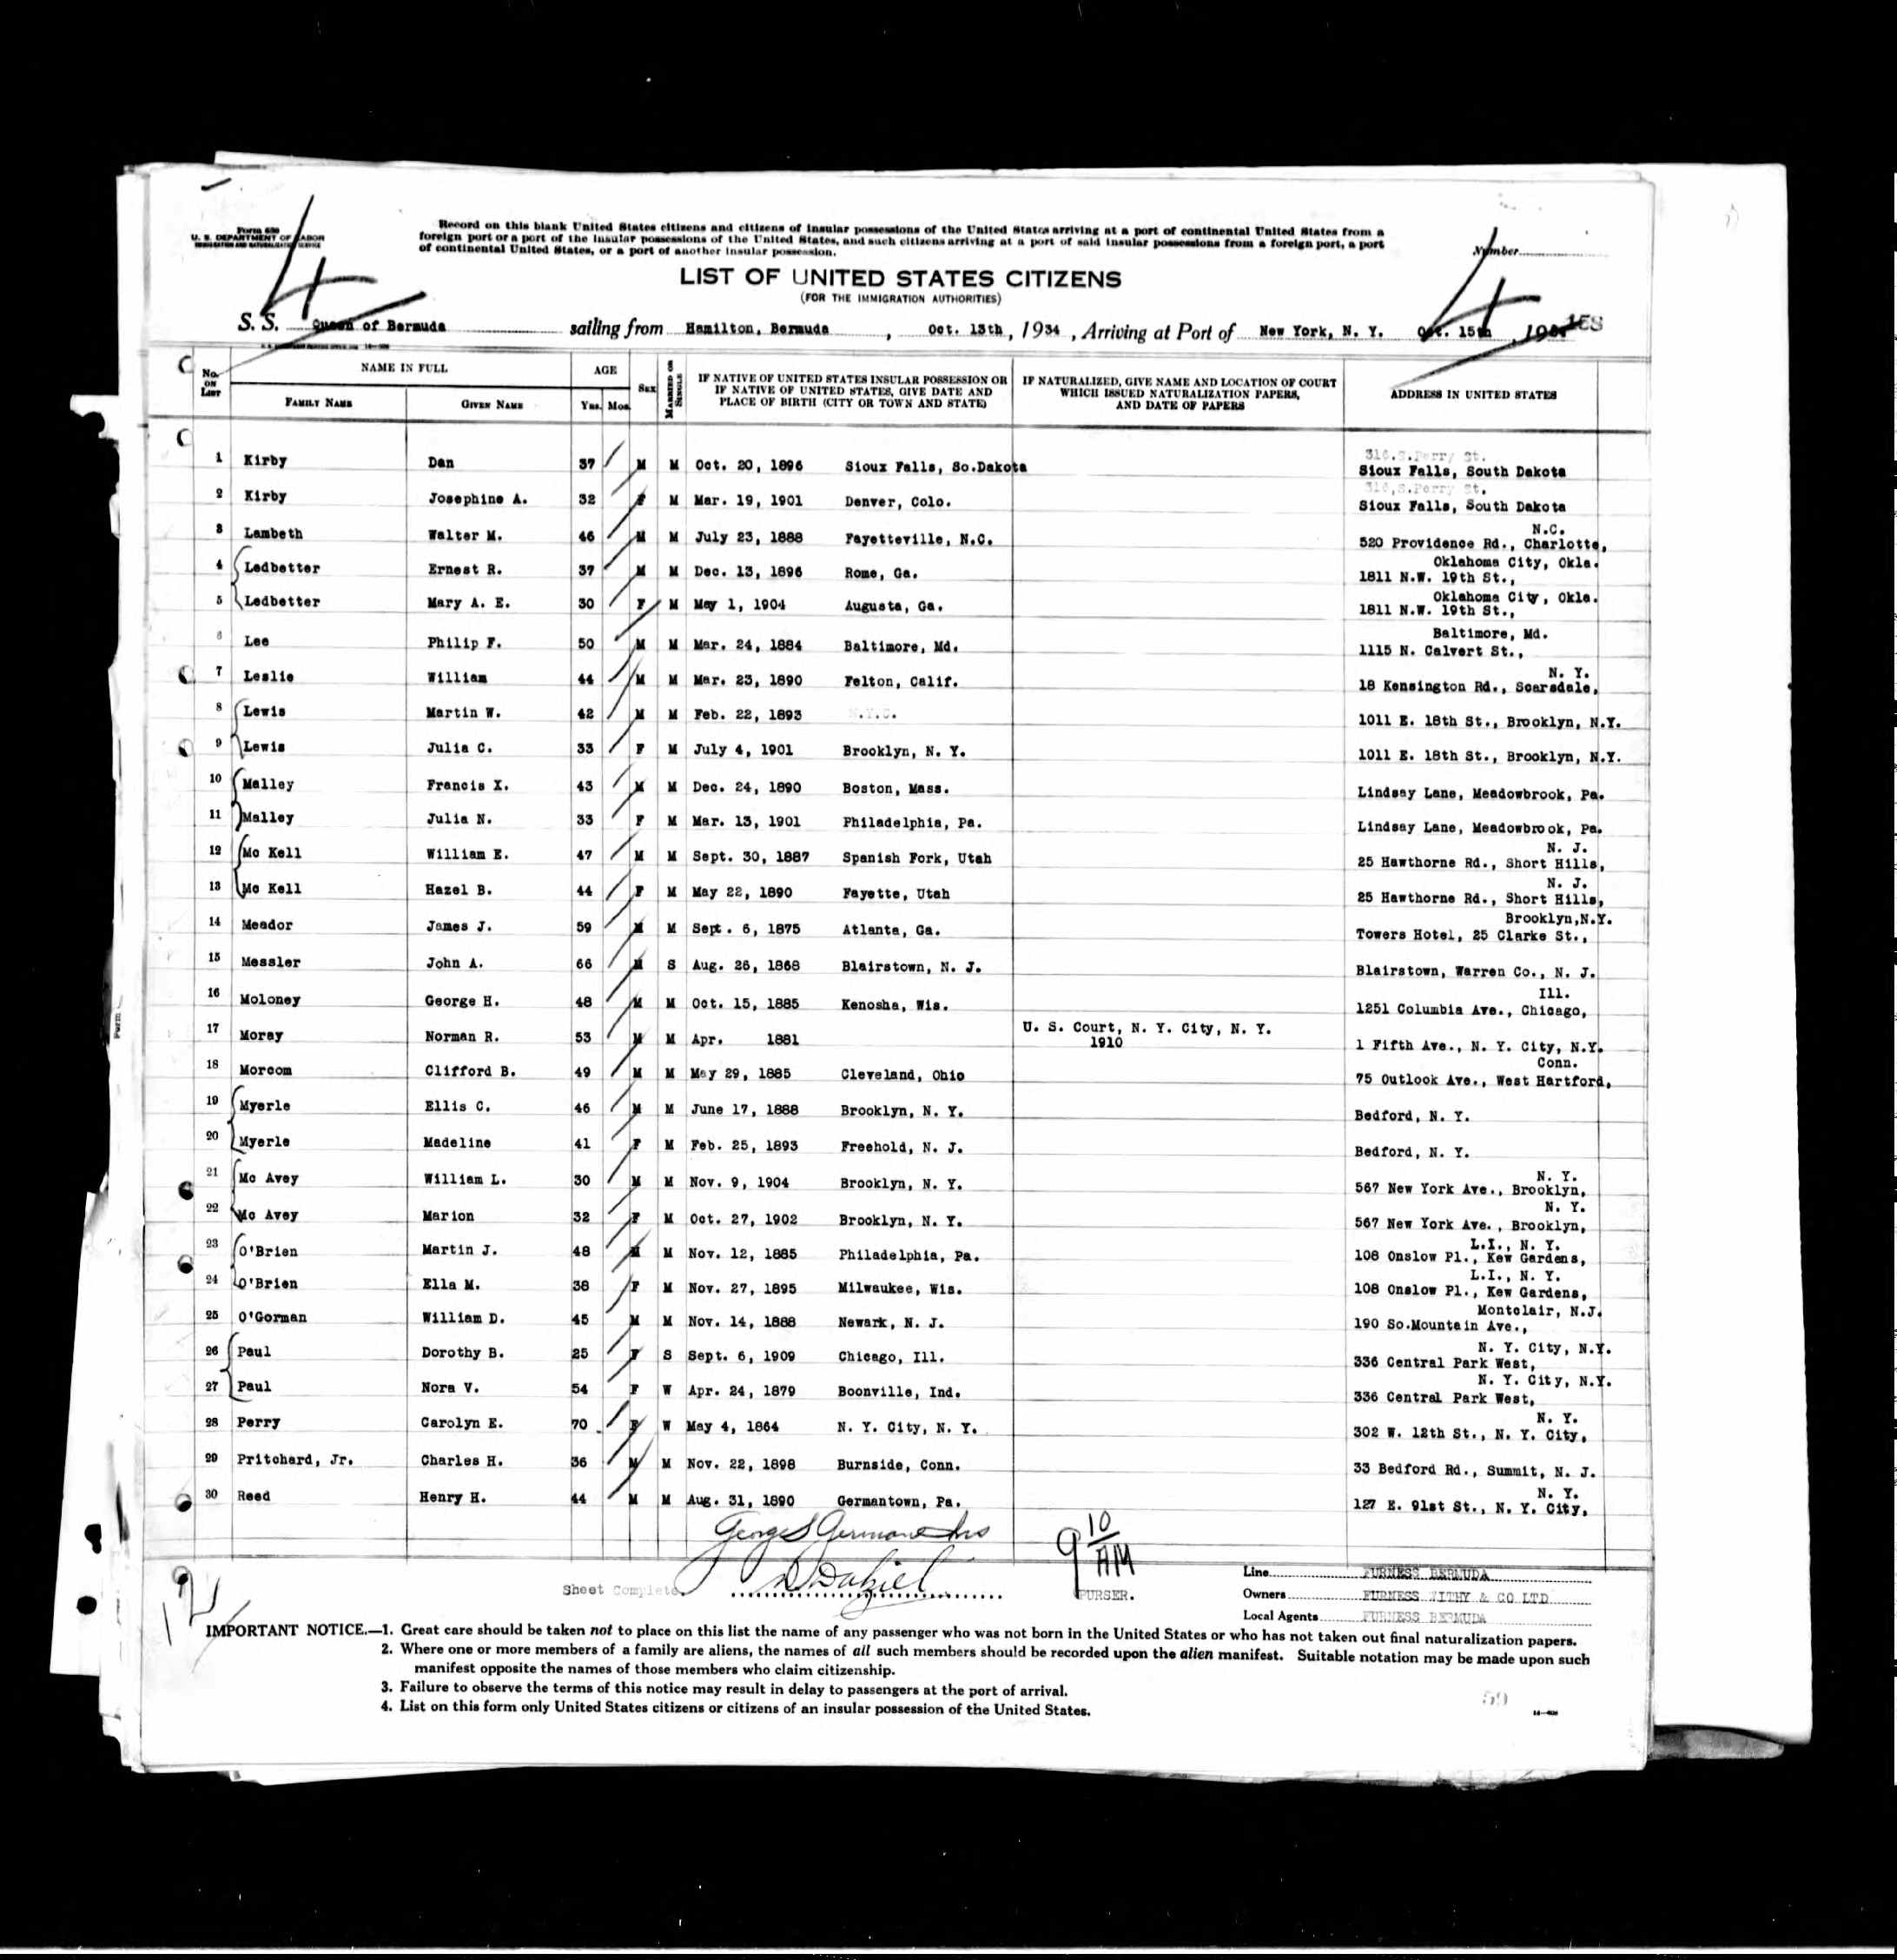 Form 630
U. S. DEPARTMENT OF LABOR
IMMIGRATION AND NATURALIZATION SERVICE
4
Record on this blank United States citizens and citizens of insular possessions of the United States arriving at a port of continental United States from a
foreign port or a port of the insular possessions of the United States, and such citizens arriving at a port of said insular possessions from a foreign port, a port
of continental United States, or a port of another insular possession.
Number
4
LIST OF UNITED STATES CITIZENS
(FOR THE IMMIGRATION AUTHORITIES)
S. S. Queen of Bermuda sailing from Hamilton, Bermuda, Oct. 13th, 1934, Arriving at Port of New York, N. Y. Oct. 15th, 1934 158
No. ON LIST NAME IN FULL AGE Sex MARRIED OR SINGLE IF NATIVE OF UNITED STATES INSULAR POSSESSION OR IF NATIVE OF UNITED STATES, GIVE DATE AND PLACE OF BIRTH (CITY OR TOWN AND STATE) IF NATURALIZED, GIVE NAME AND LOCATION OF COURT WHICH ISSUED NATURALIZATION PAPERS, AND DATE OF PAPERS ADDRESS IN UNITED STATES
FAMILY NAME GIVEN NAME Yrs. Mos.
1 Kirby Dan 37 M M Oct. 20, 1896 Sioux Falls, So.Dakota 316.S.Perry St. Sioux Falls, South Dakota
2 Kirby Josephine A. 32 F M Mar. 19, 1901 Denver, Colo. 316,S.Perry St. Sioux Falls, South Dakota
3 Lambeth Walter M. 46 M M July 23, 1888 Fayetteville, N.C. 520 Providence Rd., Charlotte, N.C.
4 Ledbetter Ernest R. 37 M M Dec. 13, 1896 Rome, Ga. 1811 N.W. 19th St., Oklahoma City, Okla.
5 Ledbetter Mary A. E. 30 F M May 1, 1904 Augusta, Ga. 1811 N.W. 19th St., Oklahoma City, Okla.
6 Lee Philip F. 50 M M Mar. 24, 1884 Baltimore, Md. 1115 N. Calvert St., Baltimore, Md.
7 Leslie William 44 M M Mar. 23, 1890 Felton, Calif. 18 Kensington Rd., Scarsdale, N. Y.
8 Lewis Martin W. 42 M M Feb. 22, 1893 N.Y.C. 1011 E. 18th St., Brooklyn, N.Y.
9 Lewis Julia C. 33 F M July 4, 1901 Brooklyn, N. Y. 1011 E. 18th St., Brooklyn, N.Y.
10 Malley Francis X. 43 M M Dec. 24, 1890 Boston, Mass. Lindsay Lane, Meadowbrook, Pa.
11 Malley Julia N. 33 F M Mar. 13, 1901 Philadelphia, Pa. Lindsay Lane, Meadowbrook, Pa.
12 Mc Kell William E. 47 M M Sept. 30, 1887 Spanish Fork, Utah 25 Hawthorne Rd., Short Hills, N. J.
13 Mc Kell Hazel B. 44 F M May 22, 1890 Fayette, Utah 25 Hawthorne Rd., Short Hills, N. J.
14 Meador James J. 59 M M Sept. 6, 1875 Atlanta, Ga. Towers Hotel, 25 Clarke St., Brooklyn,N.Y.
15 Messler John A. 66 M S Aug. 26, 1868 Blairstown, N. J. Blairstown, Warren Co., N. J.
16 Moloney George H. 48 M M Oct. 15, 1885 Kenosha, Wis. 1251 Columbia Ave., Chicago, Ill.
17 Moray Norman R. 53 M M Apr. 1881 U. S. Court, N. Y. City, N. Y. 1910 1 Fifth Ave., N. Y. City, N.Y.
18 Morcom Clifford B. 49 M M May 29, 1885 Cleveland, Ohio 75 Outlook Ave., West Hartford, Conn.
19 Myerle Ellis C. 46 M M June 17, 1888 Brooklyn, N. Y. Bedford, N. Y.
20 Myerle Madeline 41 F M Feb. 25, 1893 Freehold, N. J. Bedford, N. Y.
21 Mc Avey William L. 30 M M Nov. 9, 1904 Brooklyn, N. Y. 567 New York Ave., Brooklyn, N. Y.
22 Mc Avey Marion 32 F M Oct. 27, 1902 Brooklyn, N. Y. 567 New York Ave., Brooklyn, N. Y.
23 O'Brien Martin J. 48 M M Nov. 12, 1885 Philadelphia, Pa. 108 Onslow Pl., Kew Gardens, L.I., N. Y.
24 O'Brien Ella M. 38 F M Nov. 27, 1895 Milwaukee, Wis. 108 Onslow Pl., Kew Gardens, L.I., N. Y.
25 O'Gorman William D. 45 M M Nov. 14, 1888 Newark, N. J. 190 So.Mountain Ave., Montclair, N.J.
26 Paul Dorothy B. 25 F S Sept. 6, 1909 Chicago, Ill. 336 Central Park West, N. Y. City, N.Y.
27 Paul Nora V. 54 F W Apr. 24, 1879 Boonville, Ind. 336 Central Park West, N. Y. City, N.Y.
28 Perry Carolyn E. 70 F W May 4, 1864 N. Y. City, N. Y. 302 W. 12th St., N. Y. City, N. Y.
29 Pritchard, Jr. Charles H. 36 M M Nov. 22, 1898 Burnside, Conn. 33 Bedford Rd., Summit, N. J.
30 Reed Henry H. 44 M M Aug. 31, 1890 Germantown, Pa. 127 E. 91st St., N. Y. City, N. Y.
9 10 AM
Sheet Complete
PURSER.
Line FURNESS BERMUDA
Owners FURNESS WITHY & CO LTD
Local Agents FURNESS BERMUDA
IMPORTANT NOTICE.—1. Great care should be taken not to place on this list the name of any passenger who was not born in the United States or who has not taken out final naturalization papers.
2. Where one or more members of a family are aliens, the names of all such members should be recorded upon the alien manifest. Suitable notation may be made upon such
manifest opposite the names of those members who claim citizenship.
3. Failure to observe the terms of this notice may result in delay to passengers at the port of arrival.
4. List on this form only United States citizens or citizens of an insular possession of the United States.
59